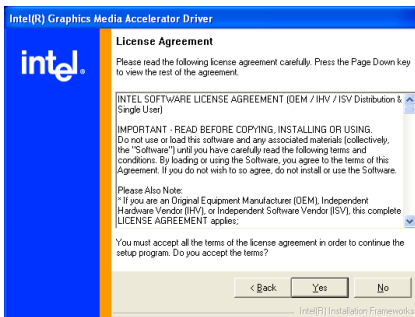 Intel(R) Graphics Media Accelerator Driver
intel.
License Agreement
Please read the following license agreement carefully. Press the Page Down key
to view the rest of the agreement.
INTEL SOFTWARE LICENSE AGREEMENT (OEM / IHV / ISV Distribution &
Single User)
IMPORTANT - READ BEFORE COPYING, INSTALLING OR USING.
Do not use or load this software and any associated materials (collectively,
the "Software") until you have carefully read the following terms and
conditions. By loading or using the Software, you agree to the terms of this
Agreement. If you do not wish to so agree, do not install or use the Software.
Please Also Note:
* If you are an Original Equipment Manufacturer (OEM), Independent
Hardware Vendor (IHV), or Independent Software Vendor (ISV), this complete
LICENSE AGREEMENT applies;
You must accept all the terms of the license agreement in order to continue the
setup program. Do you accept the terms?
< Back Yes No
Intel(R) Installation Frameworks